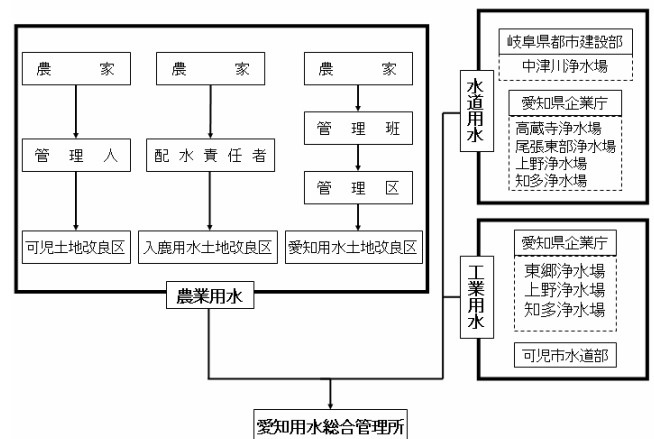 農家
農家
農家
管理人
配水責任者
管理班
管理区
可児土地改良区
入鹿用水土地改良区
愛知用水土地改良区
農業用水
水道用水
岐阜県都市建設部
中津川浄水場
愛知県企業庁
高蔵寺浄水場
尾張東部浄水場
上野浄水場
知多浄水場
工業用水
愛知県企業庁
東郷浄水場
上野浄水場
知多浄水場
可児市水道部
愛知用水総合管理所